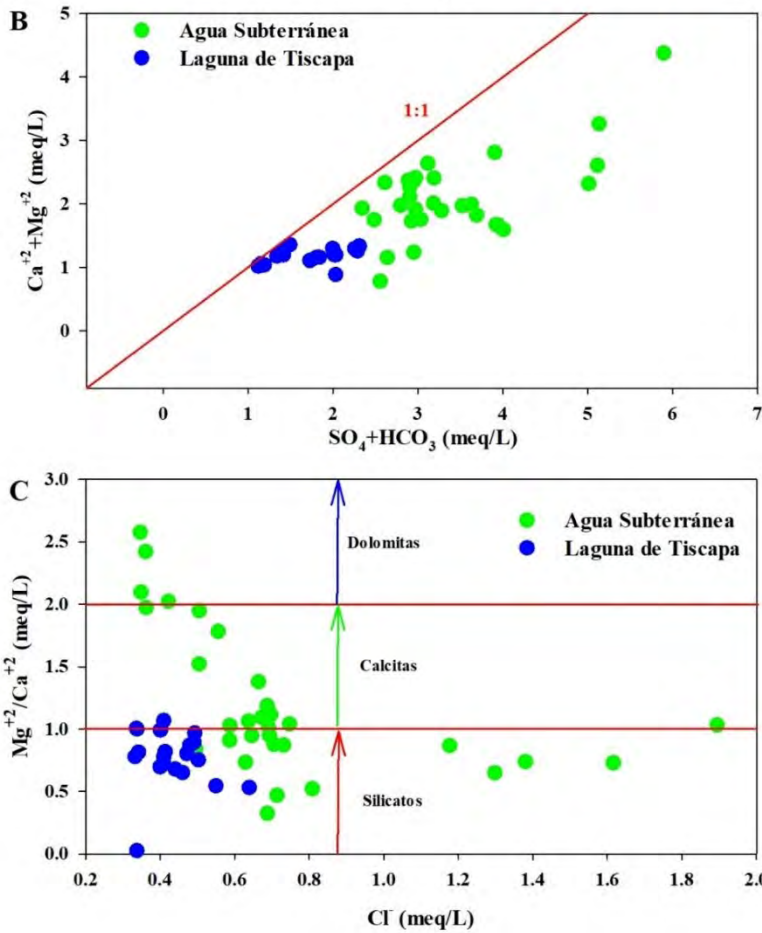 B
5
4
3
2
1
0
Ca+2+Mg+2 (meq/L)
Agua Subterránea
Laguna de Tiscapa
1:1
0 1 2 3 4 5 6 7
SO4+HCO3 (meq/L)
C
3.0
2.5
2.0
1.5
1.0
0.5
0.0
Mg+2/Ca+2 (meq/L)
Agua Subterránea
Laguna de Tiscapa
Dolomitas
Calcitas
Silicatos
0.2 0.4 0.6 0.8 1.0 1.2 1.4 1.6 1.8 2.0
Cl- (meq/L)